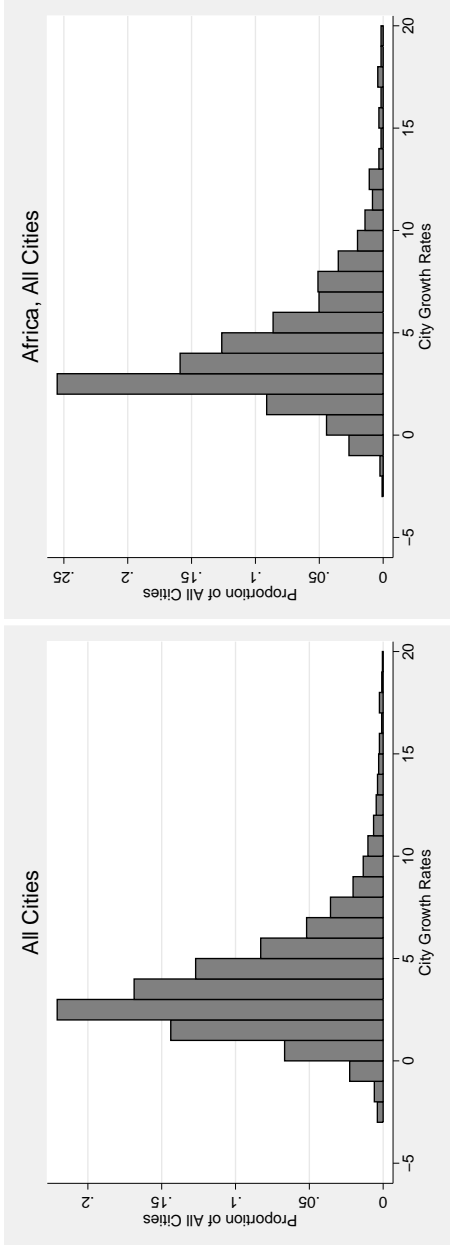 All Cities
Proportion of All Cities
.2
.15
.1
.05
0
−5 0 5 10 15 20
City Growth Rates
Africa, All Cities
Proportion of All Cities
.25
.2
.15
.1
.05
0
−5 0 5 10 15 20
City Growth Rates